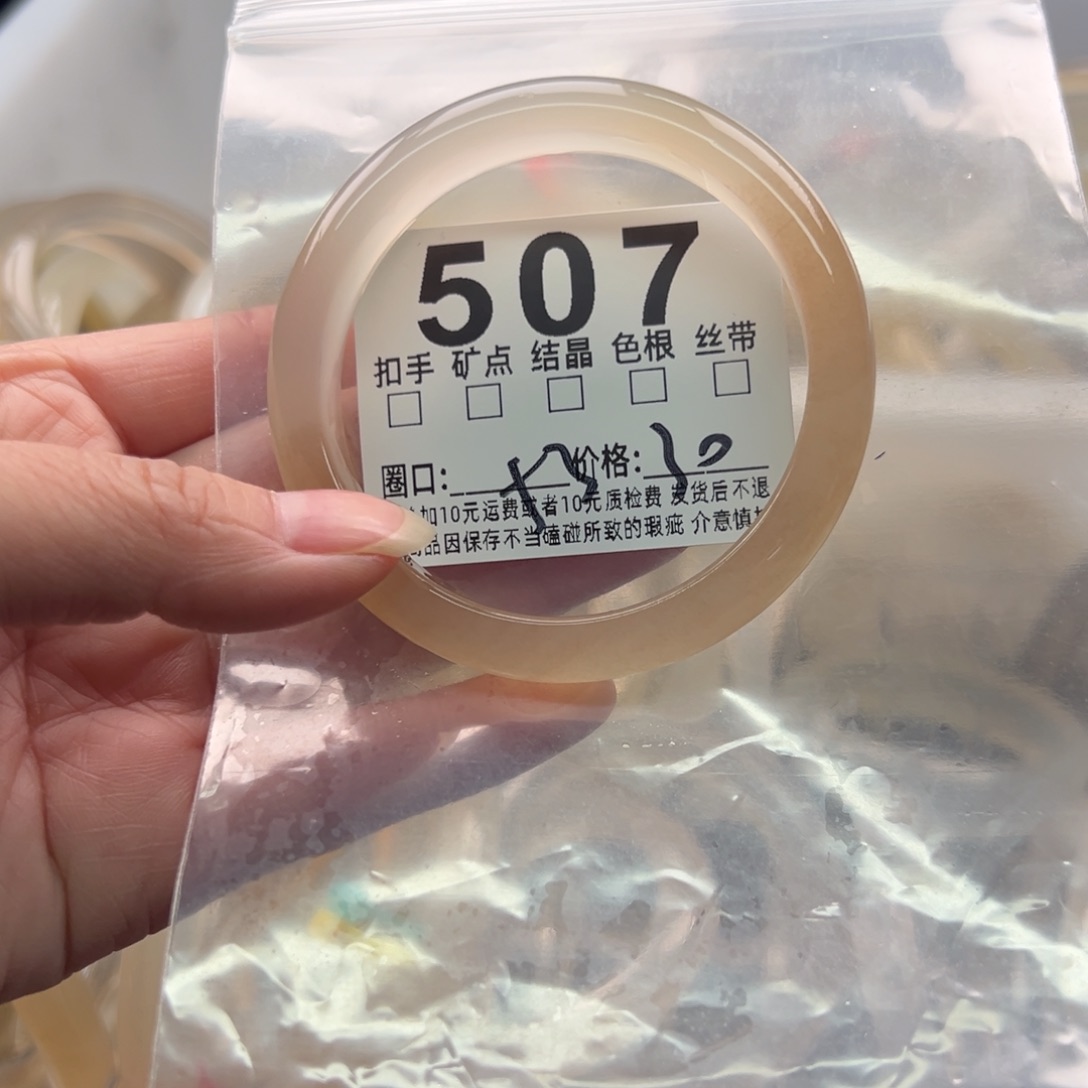 507
扣手 矿点 结晶 色根 丝带
圈口: 价格:
加10元运费或者10元质检费 发货后不退
品因保存不当磕碰所致的瑕疵 介意慎